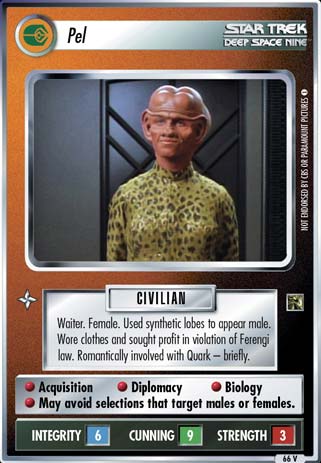 Pel
STAR TREK
DEEP SPACE NINE
NOT ENDORSED BY CBS OR PARAMOUNT PICTURES
CIVILIAN
Waiter. Female. Used synthetic lobes to appear male.
Wore clothes and sought profit in violation of Ferengi
law. Romantically involved with Quark – briefly.
• Acquisition • Diplomacy • Biology
• May avoid selections that target males or females.
INTEGRITY 6 CUNNING 9 STRENGTH 3
66 V